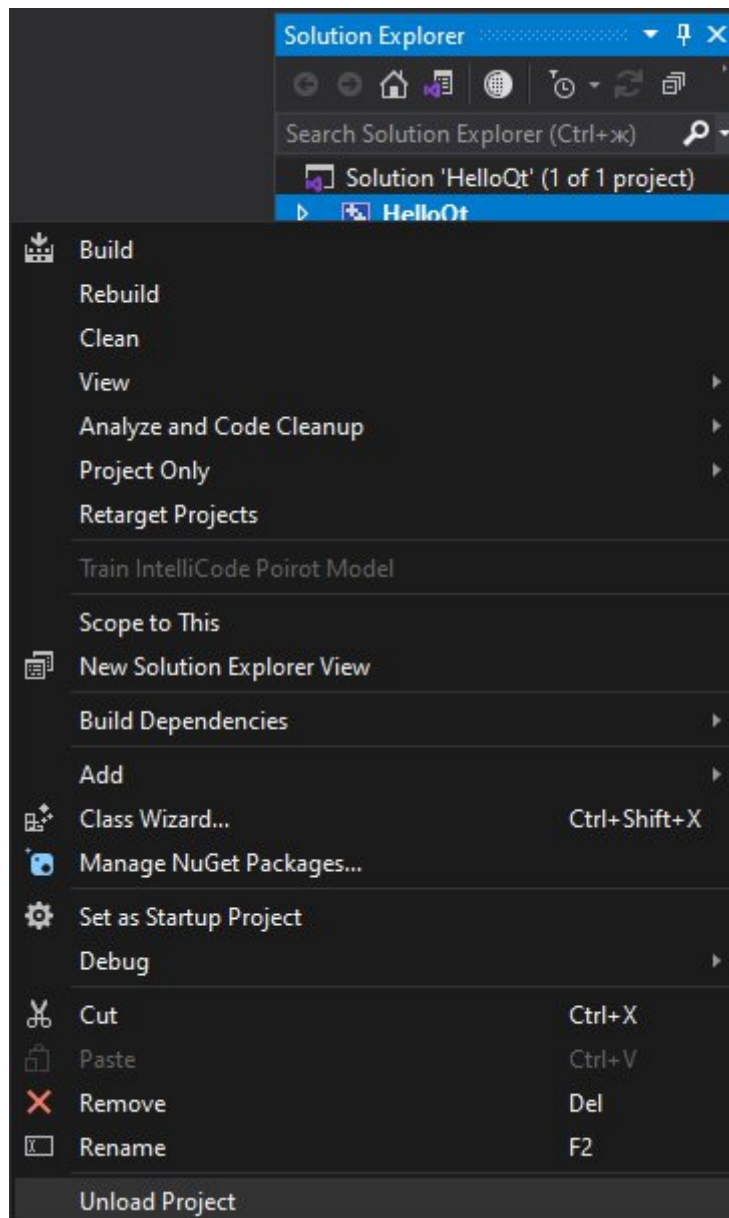 Solution Explorer
Search Solution Explorer (Ctrl+ж)
Solution 'HelloQt' (1 of 1 project)
HelloQt
Build
Rebuild
Clean
View
Analyze and Code Cleanup
Project Only
Retarget Projects
Train IntelliCode Poirot Model
Scope to This
New Solution Explorer View
Build Dependencies
Add
Class Wizard... Ctrl+Shift+X
Manage NuGet Packages...
Set as Startup Project
Debug
Cut Ctrl+X
Paste Ctrl+V
Remove Del
Rename F2
Unload Project